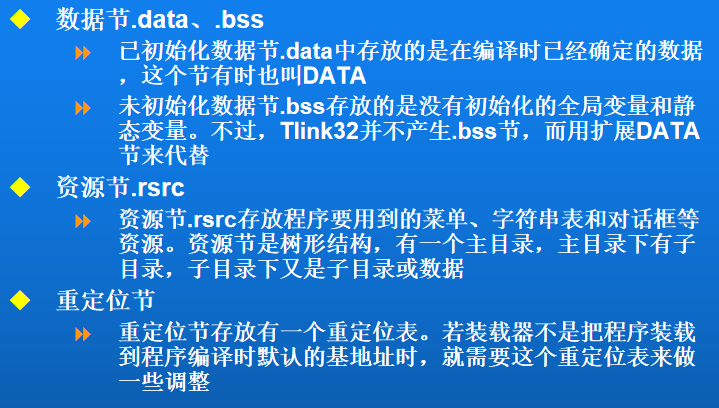 数据节.data、.bss
已初始化数据节.data中存放的是在编译时已经确定的数据
，这个节有时也叫DATA
未初始化数据节.bss存放的是没有初始化的全局变量和静
态变量。不过，Tlink32并不产生.bss节，而用扩展DATA
节来代替
资源节.rsrc
资源节.rsrc存放程序要用到的菜单、字符串表和对话框等
资源。资源节是树形结构，有一个主目录，主目录下有子
目录，子目录下又是子目录或数据
重定位节
重定位节存放有一个重定位表。若装载器不是把程序装载
到程序编译时默认的基地址时，就需要这个重定位表来做
一些调整